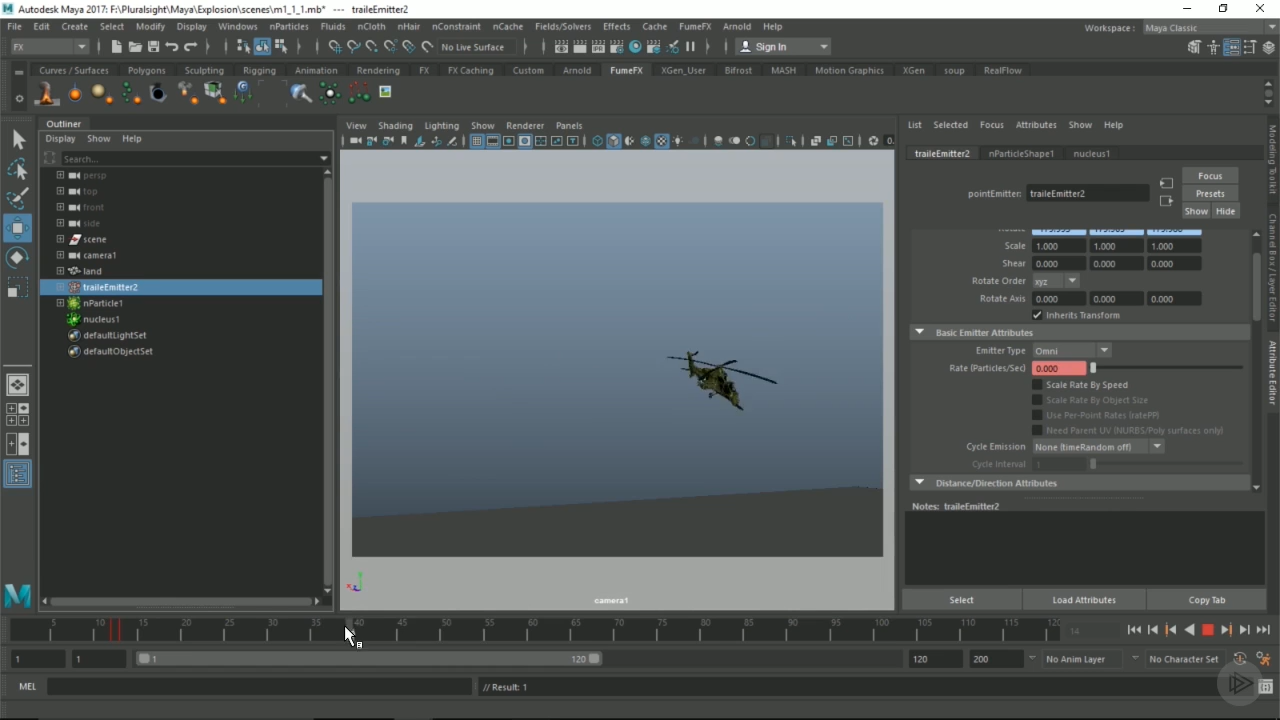 Autodesk Maya 2017: F:\Pluralsight\Maya\Explosion\scenes\m1_1_1.mb* --- traileEmitter2
File Edit Create Select Modify Display Windows nParticles Fluids nCloth nHair nConstraint nCache Fields/Solvers Effects Cache FumeFX Arnold Help Workspace: Maya Classic
FX No Live Surface Sign In
Curves / Surfaces Polygons Sculpting Rigging Animation Rendering FX FX Caching Custom Arnold FumeFX XGen_User Bifrost MASH Motion Graphics XGen soup RealFlow
Outliner
Display Show Help
Search...
persp
top
front
side
scene
camera1
land
traileEmitter2
nParticle1
nucleus1
defaultLightSet
defaultObjectSet
View Shading Lighting Show Renderer Panels
camera1
List Selected Focus Attributes Show Help
traileEmitter2 nParticleShape1 nucleus1
pointEmitter: traileEmitter2
Focus
Presets
Show Hide
Scale 1.000 1.000 1.000
Shear 0.000 0.000 0.000
Rotate Order xyz
Rotate Axis 0.000 0.000 0.000
Inherits Transform
Basic Emitter Attributes
Emitter Type Omni
Rate (Particles/Sec) 0.000
Scale Rate By Speed
Scale Rate By Object Size
Use Per-Point Rates (ratePP)
Need Parent UV (NURBS/Poly surfaces only)
Cycle Emission None (timeRandom off)
Cycle Interval 1
Distance/Direction Attributes
Notes: traileEmitter2
Select Load Attributes Copy Tab
Modeling Toolkit
Channel Box / Layer Editor
Attribute Editor
5 10 15 20 25 30 35 40 45 50 55 60 65 70 75 80 85 90 95 100 105 110 115 120 14
1 1 1 120 120 200 No Anim Layer No Character Set
MEL // Result: 1